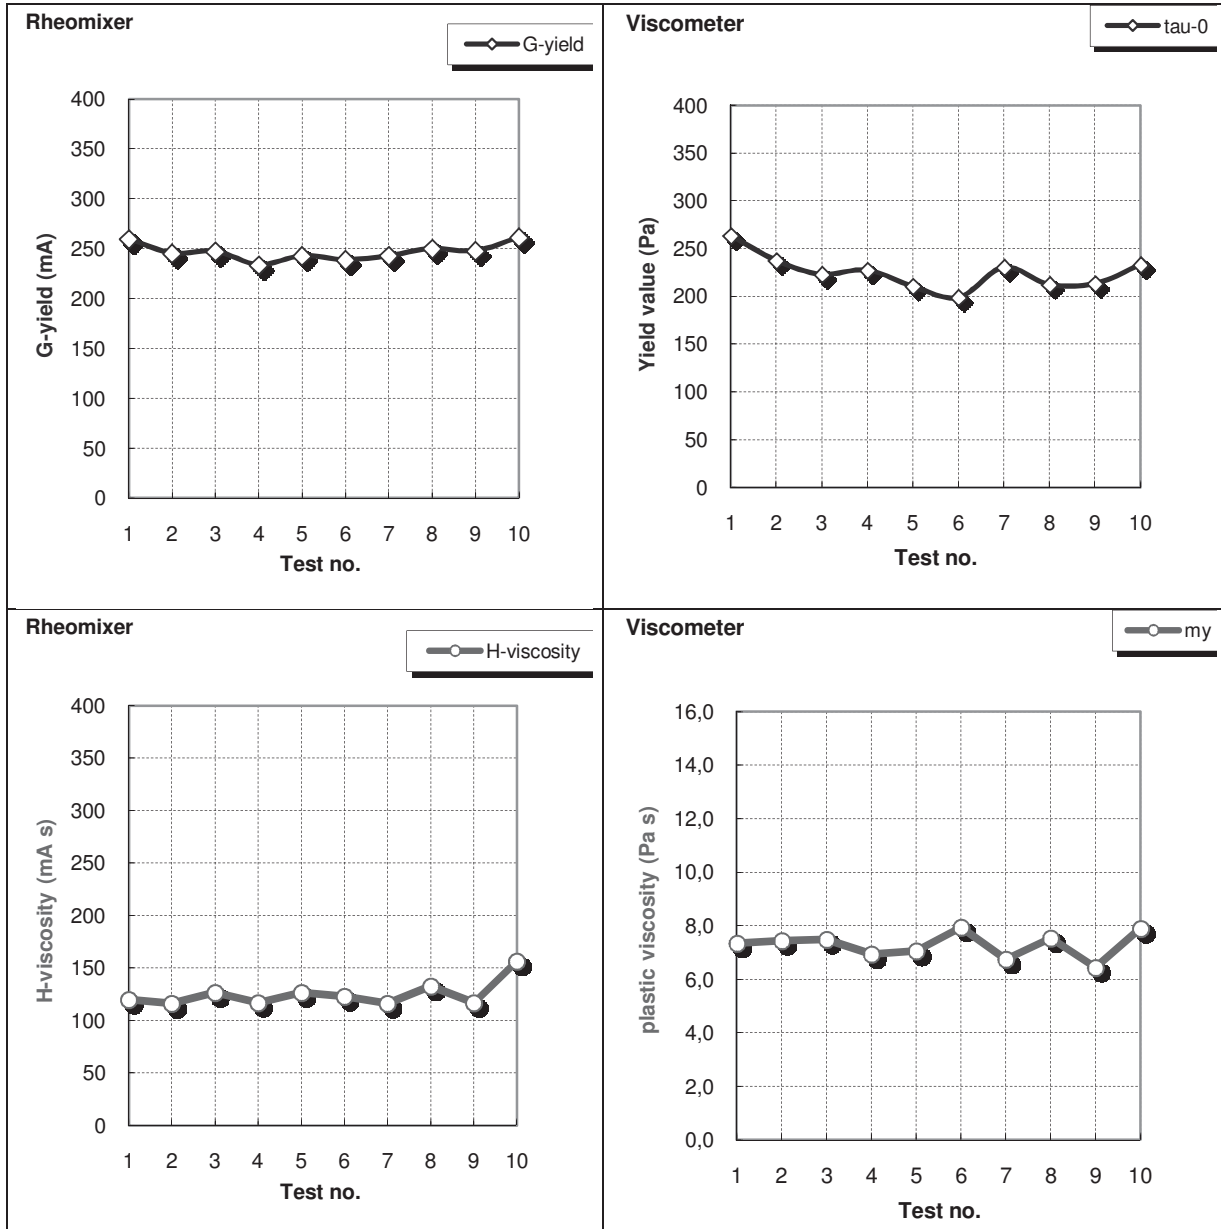 Rheomixer
G-yield
400
350
300
250
200
150
100
50
0
G-yield (mA)
1 2 3 4 5 6 7 8 9 10
Test no.
Viscometer
tau-0
400
350
300
250
200
150
100
50
0
Yield value (Pa)
1 2 3 4 5 6 7 8 9 10
Test no.
Rheomixer
H-viscosity
400
350
300
250
200
150
100
50
0
H-viscosity (mA s)
1 2 3 4 5 6 7 8 9 10
Test no.
Viscometer
my
16,0
14,0
12,0
10,0
8,0
6,0
4,0
2,0
0,0
plastic viscosity (Pa s)
1 2 3 4 5 6 7 8 9 10
Test no.